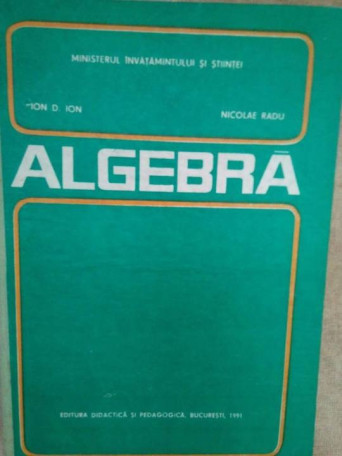 MINISTERUL ÎNVĂŢĂMÎNTULUI ŞI ŞTIINŢEI
ION D. ION
NICOLAE RADU
ALGEBRĂ
EDITURA DIDACTICĂ ŞI PEDAGOGICĂ, BUCUREŞTI, 1991